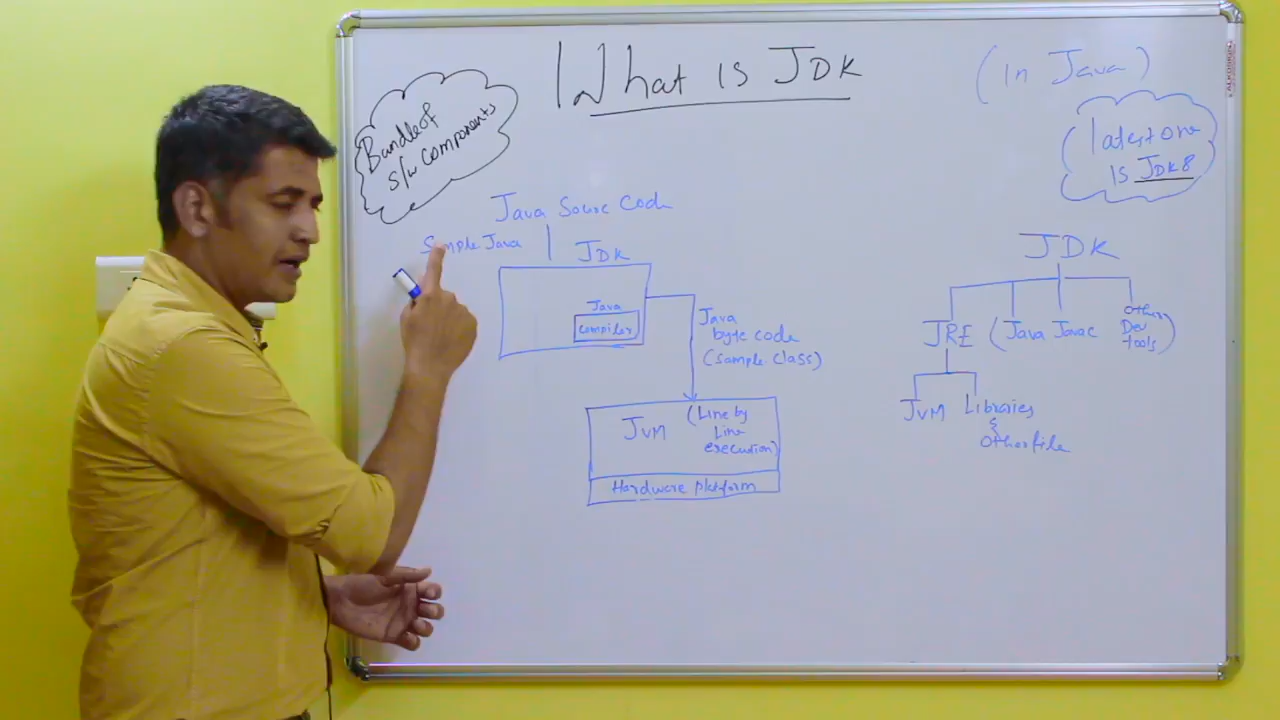 What is JDK
(In Java)
Bundle of
s/w components
latest one
is JDK 8
Java Source Code
Sample Java
JDK
Java
compiler
Java
byte code
(Sample class)
JVM
(Line by
Line
execution)
Hardware platform
JDK
JRE
(Java Javac
other
Dev
tools)
JVM
Libraries
&
Other file